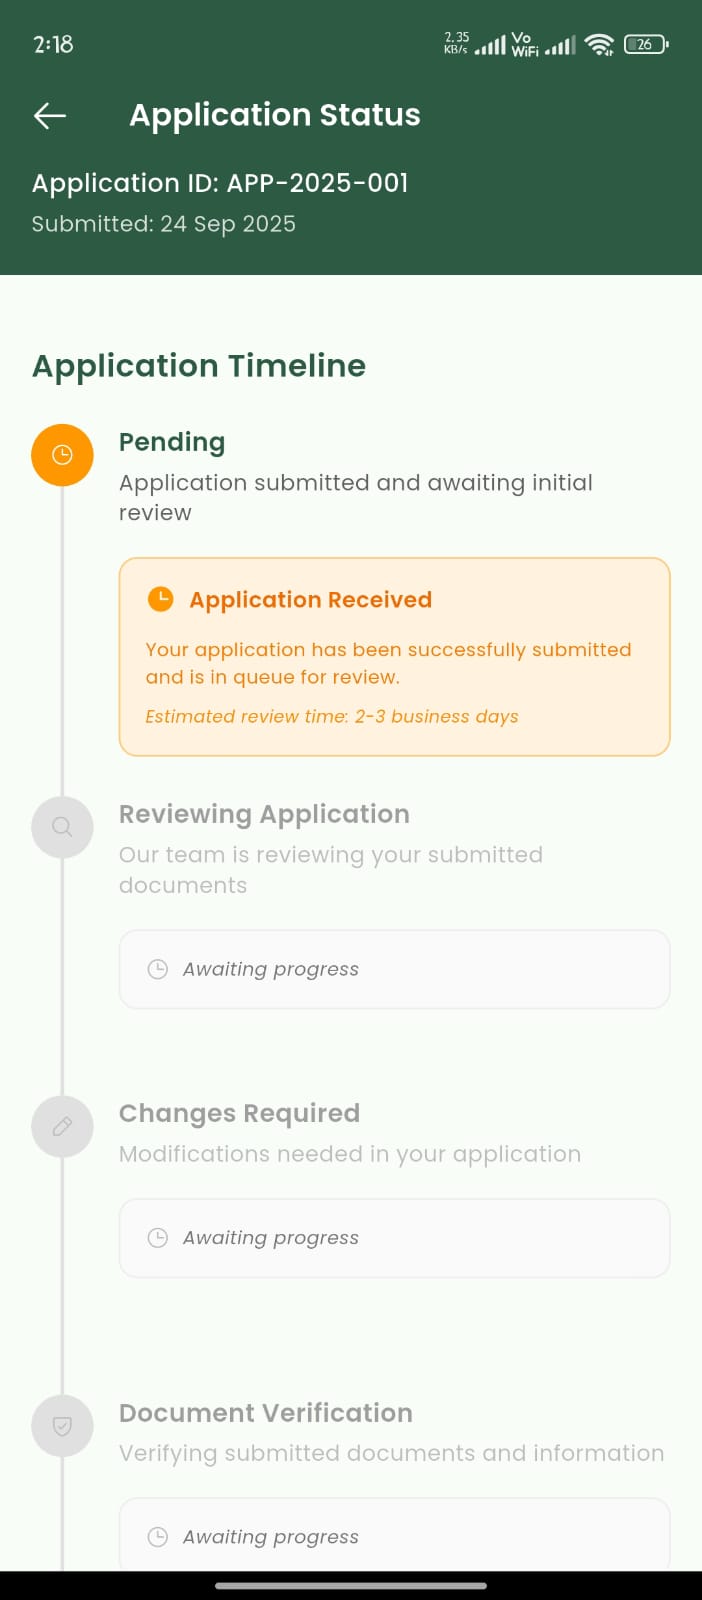 2:18
2.35
KB/s
Vo
WiFi
26
Application Status
Application ID: APP-2025-001
Submitted: 24 Sep 2025
Application Timeline
Pending
Application submitted and awaiting initial
review
Application Received
Your application has been successfully submitted
and is in queue for review.
Estimated review time: 2-3 business days
Reviewing Application
Our team is reviewing your submitted
documents
Awaiting progress
Changes Required
Modifications needed in your application
Awaiting progress
Document Verification
Verifying submitted documents and information
Awaiting progress